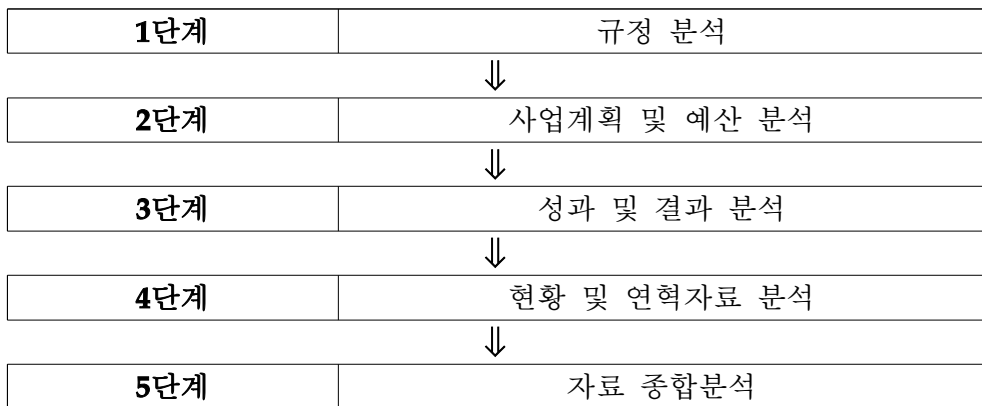 1단계 규정 분석
⇓
2단계 사업계획 및 예산 분석
⇓
3단계 성과 및 결과 분석
⇓
4단계 현황 및 연혁자료 분석
⇓
5단계 자료 종합분석